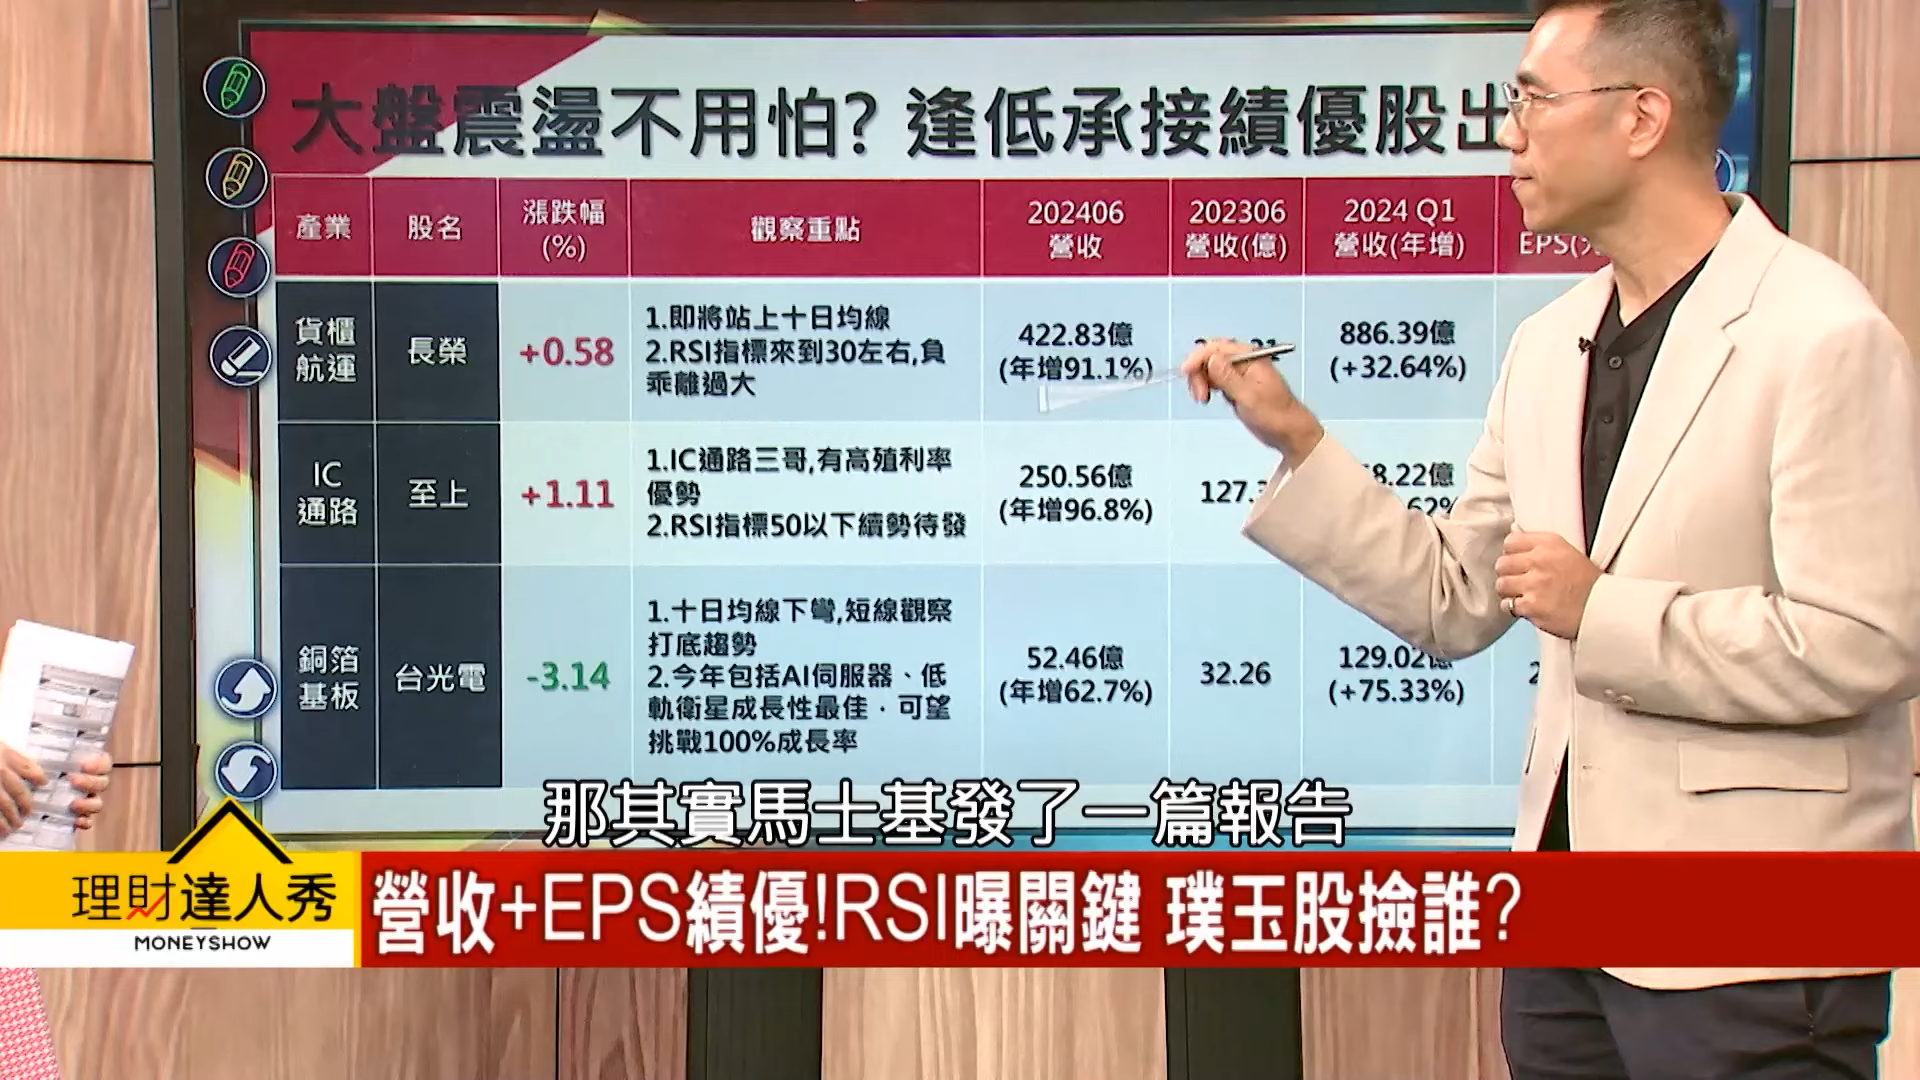 大盤震盪不用怕? 逢低承接績優股出
產業
股名
漲跌幅
(%)
觀察重點
202406
營收
202306
營收(億)
2024 Q1
營收(年增)
貨櫃
航運
長榮
+0.58
1.即將站上十日均線
2.RSI指標來到30左右,負
乖離過大
422.83億
(年增91.1%)
886.39億
(+32.64%)
IC
通路
至上
+1.11
1.IC通路三哥,有高殖利率
優勢
2.RSI指標50以下續勢待發
250.56億
(年增96.8%)
銅箔
基板
台光電
-3.14
1.十日均線下彎,短線觀察
打底趨勢
2.今年包括AI伺服器、低
軌衛星成長性最佳,可望
挑戰100%成長率
52.46億
(年增62.7%)
32.26
129.02億
(+75.33%)
那其實馬士基發了一篇報告
理財達人秀
MONEYSHOW
營收+EPS績優!RSI曝關鍵 璞玉股撿誰?